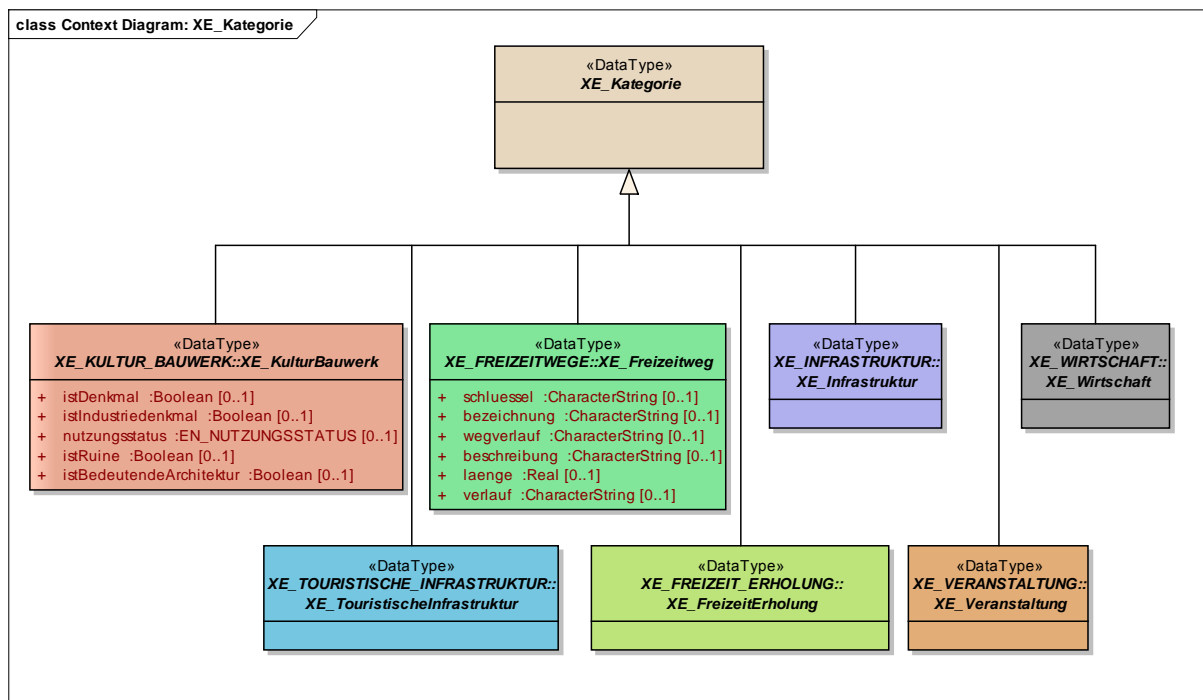 class Context Diagram: XE_Kategorie
«DataType»
XE_Kategorie
«DataType»
XE_KULTUR_BAUWERK::XE_KulturBauwerk
+ istDenkmal :Boolean [0..1]
+ istIndustriedenkmal :Boolean [0..1]
+ nutzungsstatus :EN_NUTZUNGSSTATUS [0..1]
+ istRuine :Boolean [0..1]
+ istBedeutendeArchitektur :Boolean [0..1]
«DataType»
XE_FREIZEITWEGE::XE_Freizeitweg
+ schluessel :CharacterString [0..1]
+ bezeichnung :CharacterString [0..1]
+ wegverlauf :CharacterString [0..1]
+ beschreibung :CharacterString [0..1]
+ laenge :Real [0..1]
+ verlauf :CharacterString [0..1]
«DataType»
XE_INFRASTRUKTUR::
XE_Infrastruktur
«DataType»
XE_WIRTSCHAFT::
XE_Wirtschaft
«DataType»
XE_TOURISTISCHE_INFRASTRUKTUR::
XE_TouristischeInfrastruktur
«DataType»
XE_FREIZEIT_ERHOLUNG::
XE_FreizeitErholung
«DataType»
XE_VERANSTALTUNG::
XE_Veranstaltung